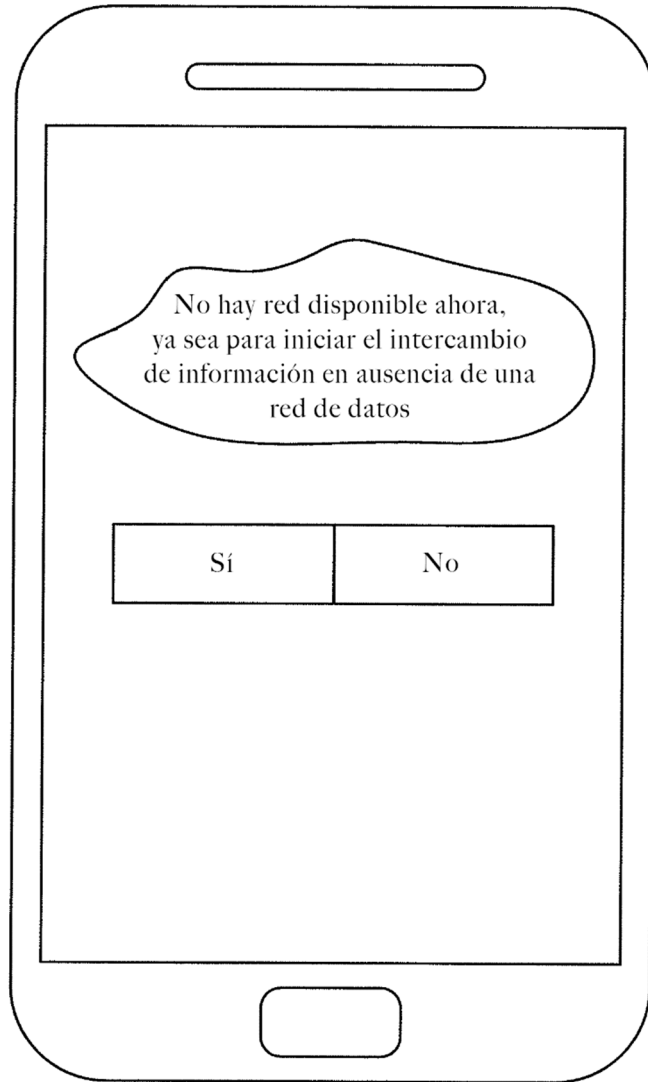 No hay red disponible ahora,
ya sea para iniciar el intercambio
de información en ausencia de una
red de datos
Sí
No